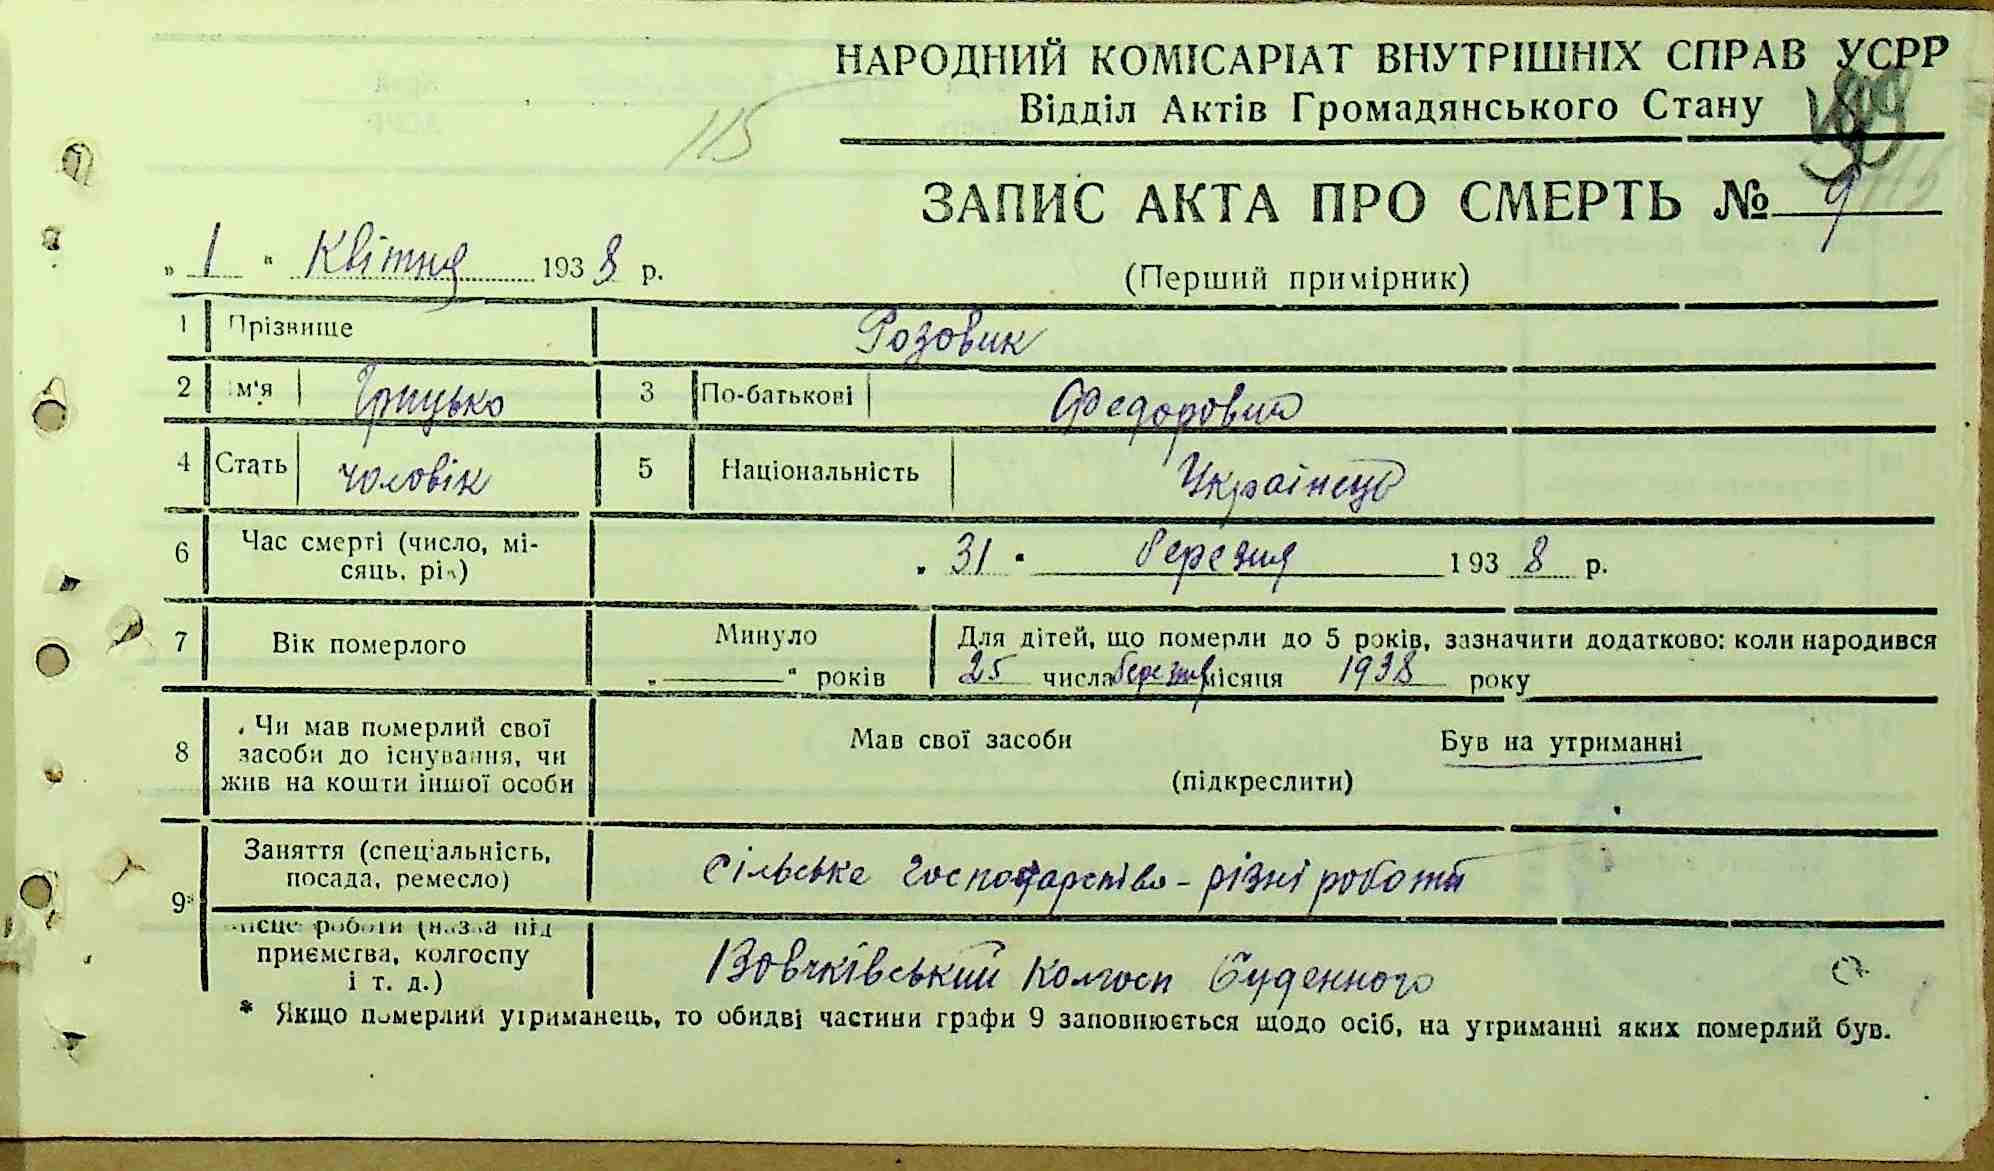 НАРОДНИЙ КОМІСАРІАТ ВНУТРІШНІХ СПРАВ УСРР
Відділ Актів Громадянського Стану
115
ЗАПИС АКТА ПРО СМЕРТЬ № 9
115
„ 1 " Квітня 1938 р.
(Перший примірник)
1 Прізвище Розовик
2 Ім'я Грицько 3 По-батькові Федорович
4 Стать чоловік 5 Національність Українець
6 Час смерті (число, мі-
сяць, рік) „ 31 " березня 1938 р.
7 Вік померлого Минуло „ — " років Для дітей, що померли до 5 років, зазначити додатково: коли народився
25 числа березня місяця 1938 року
8 Чи мав померлий свої
засоби до існування, чи
жив на кошти іншої особи
Мав свої засоби Був на утриманні
(підкреслити)
9* Заняття (спеціальність,
посада, ремесло) Сільське господарство - різні роботи
Місце роботи (назва під
приємства, колгоспу
і т. д.) Вовчківський колгосп Буденного
* Якщо померлий утриманець, то обидві частини графи 9 заповнюється щодо осіб, на утриманні яких померлий був.